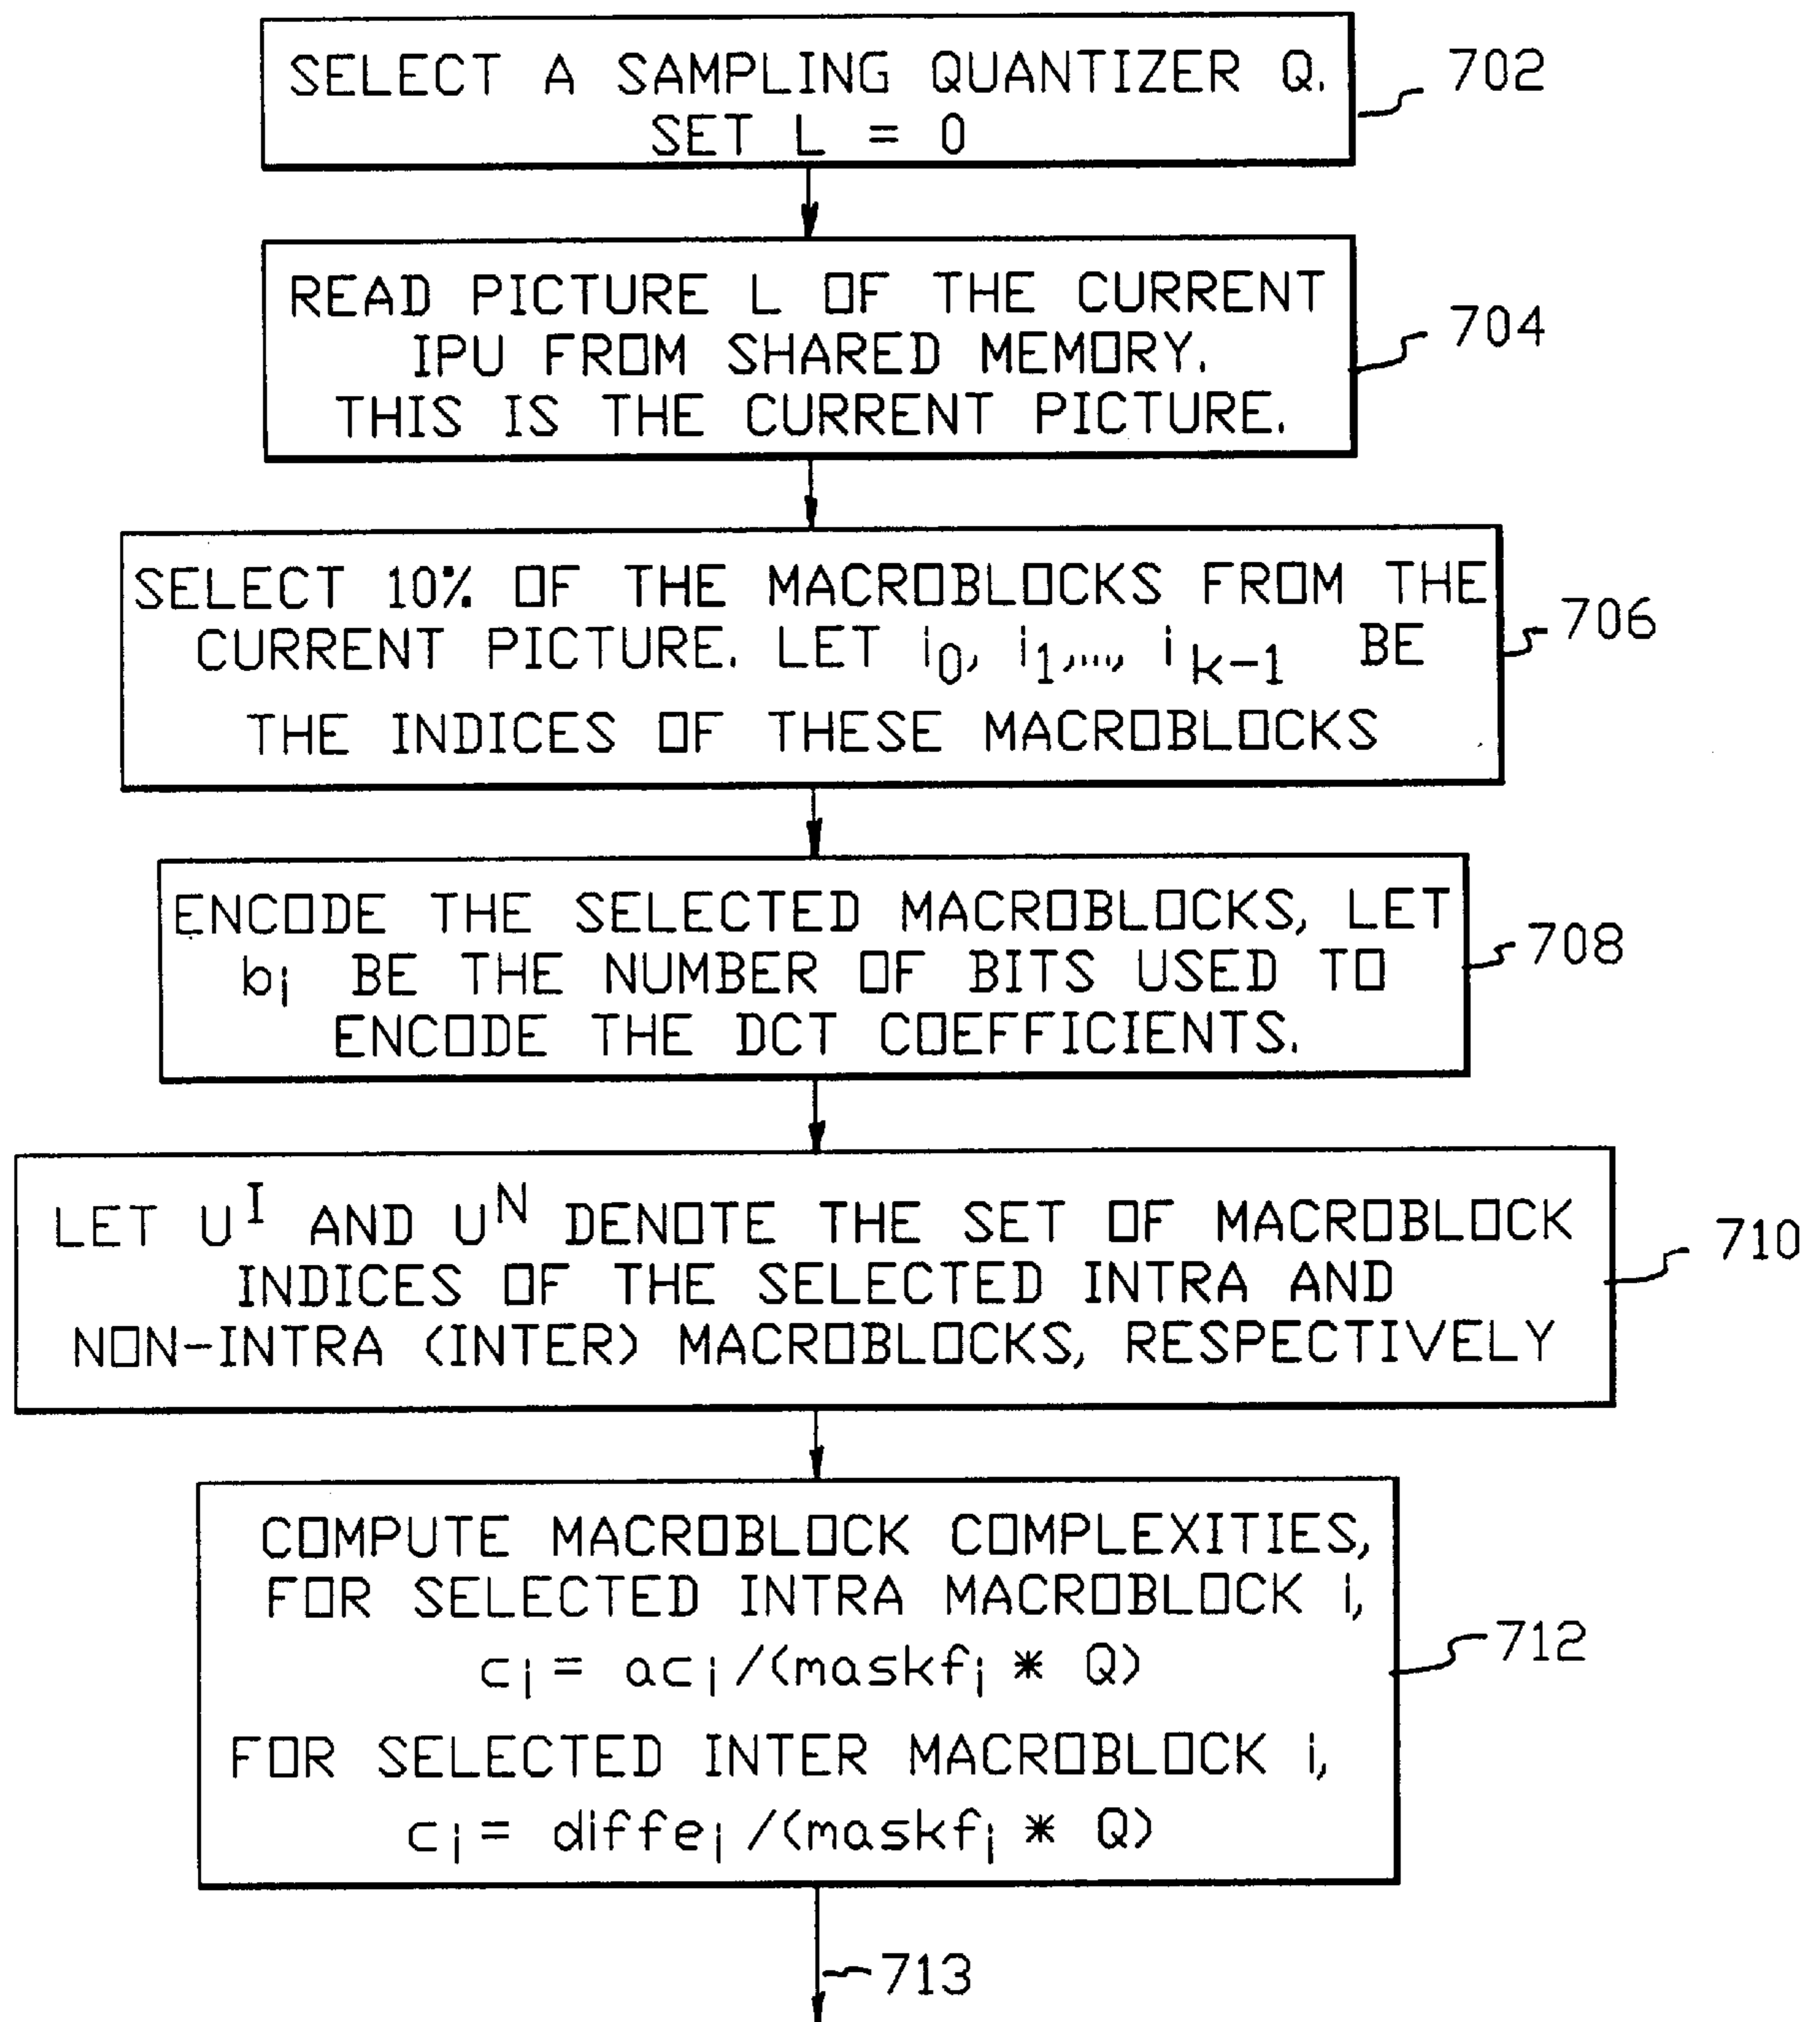 SELECT A SAMPLING QUANTIZER Q.
SET L = 0
702
READ PICTURE L OF THE CURRENT
IPU FROM SHARED MEMORY.
THIS IS THE CURRENT PICTURE.
704
SELECT 10% OF THE MACROBLOCKS FROM THE
CURRENT PICTURE. LET i₀, i₁,..., i ₖ₋₁ BE
THE INDICES OF THESE MACROBLOCKS
706
ENCODE THE SELECTED MACROBLOCKS, LET
bᵢ BE THE NUMBER OF BITS USED TO
ENCODE THE DCT COEFFICIENTS.
708
LET Uᴵ AND Uᴺ DENOTE THE SET OF MACROBLOCK
INDICES OF THE SELECTED INTRA AND
NON-INTRA (INTER) MACROBLOCKS, RESPECTIVELY
710
COMPUTE MACROBLOCK COMPLEXITIES,
FOR SELECTED INTRA MACROBLOCK i,
cᵢ = acᵢ /(maskfᵢ * Q)
FOR SELECTED INTER MACROBLOCK i,
cᵢ = diffeᵢ /(maskfᵢ * Q)
712
713